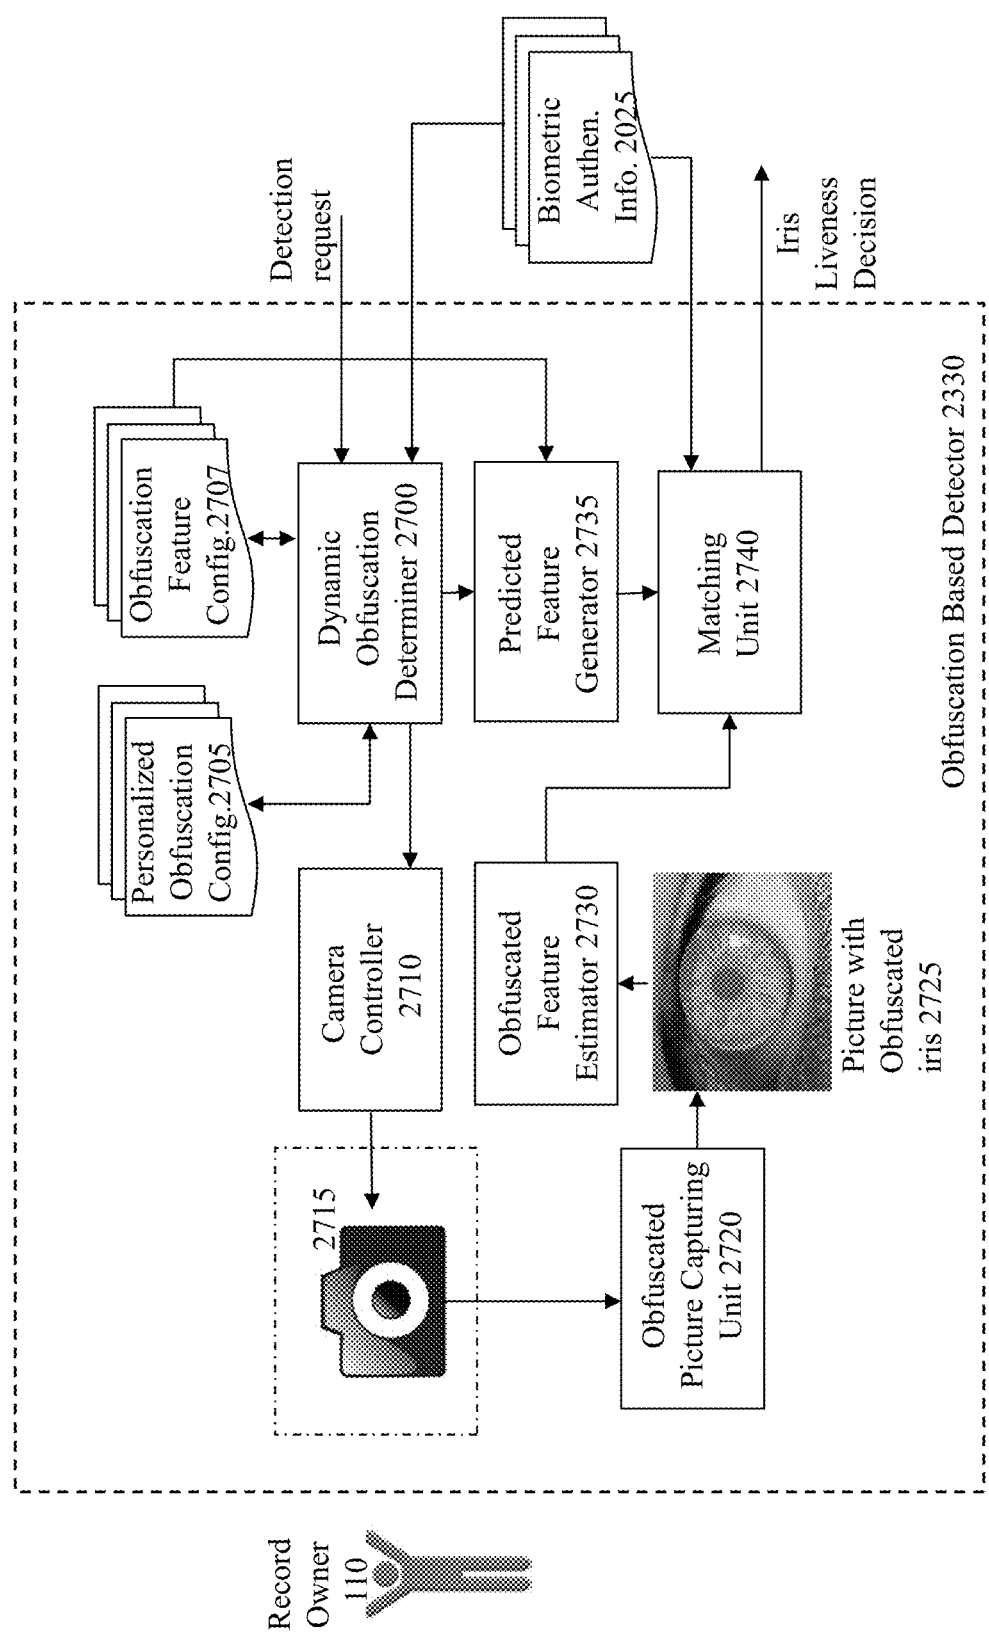 Record
Owner
110
2715
Camera
Controller
2710
Personalized
Obfuscation
Config.2705
Obfuscation
Feature
Config.2707
Dynamic
Obfuscation
Determiner 2700
Detection
request
Biometric
Authen.
Info. 2025
Obfuscated
Picture Capturing
Unit 2720
Obfuscated
Feature
Estimator 2730
Picture with
Obfuscated
iris 2725
Predicted
Feature
Generator 2735
Matching
Unit 2740
Iris
Liveness
Decision
Obfuscation Based Detector 2330